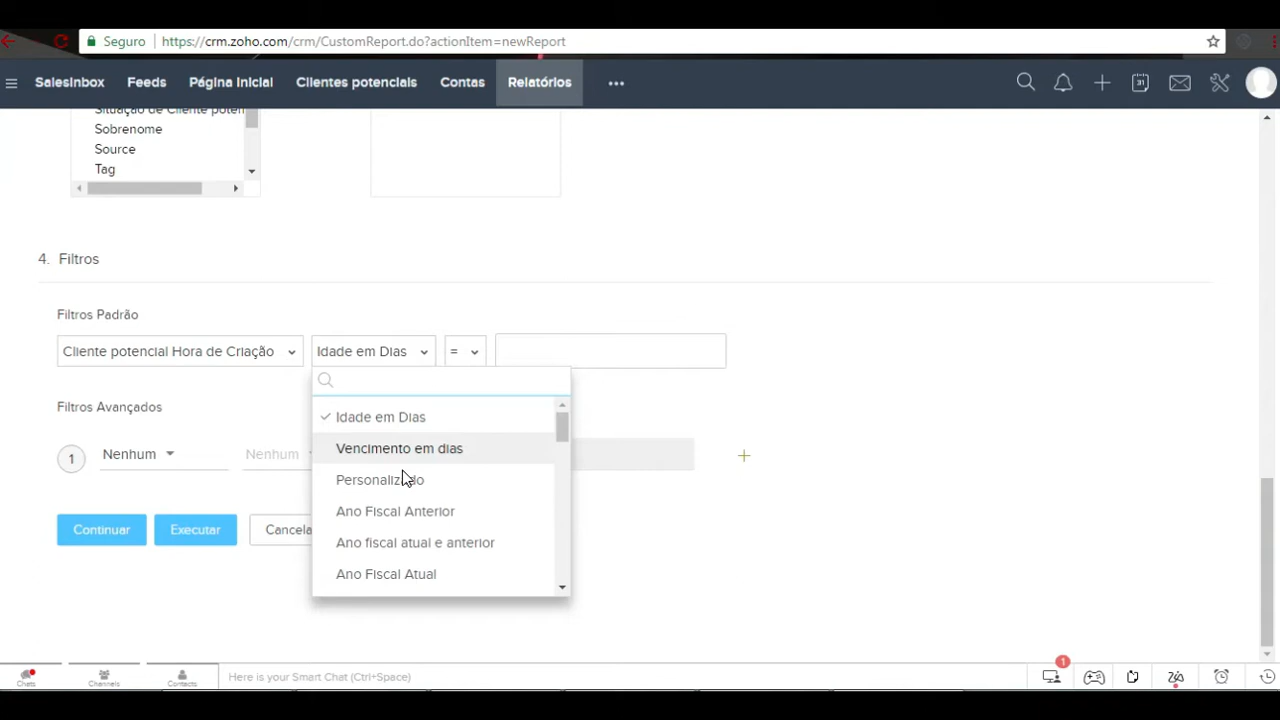 Seguro
https://crm.zoho.com/crm/CustomReport.do?actionItem=newReport
SalesInbox Feeds Página Inicial Clientes potenciais Contas Relatórios
31
Situação de Cliente poten
Sobrenome
Source
Tag
4. Filtros
Filtros Padrão
Cliente potencial Hora de Criação Idade em Dias =
Idade em Dias
Filtros Avançados
Vencimento em dias
1 Nenhum Nenhum
Personalizado
Ano Fiscal Anterior
Continuar Executar Cancela
Ano fiscal atual e anterior
Ano Fiscal Atual
1
Chats Channels Contacts Here is your Smart Chat (Ctrl+Space)